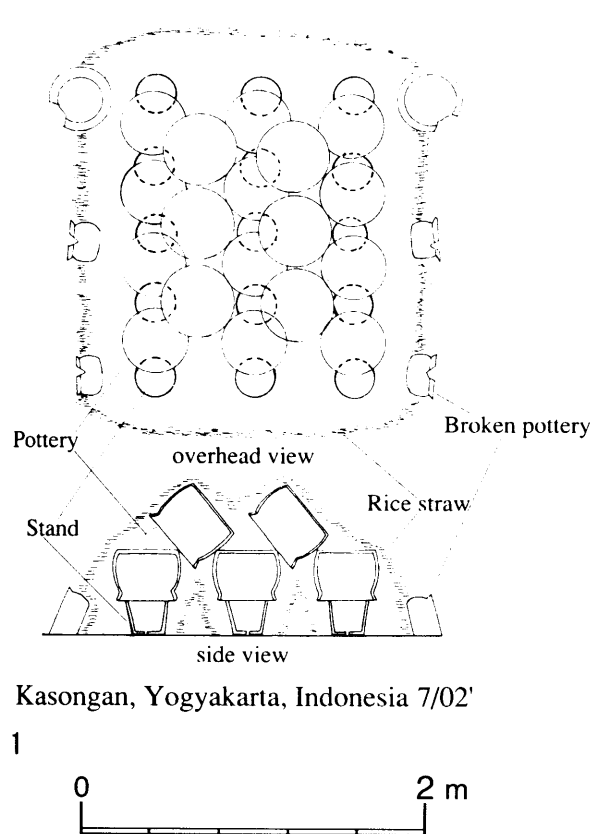 Pottery
overhead view
Broken pottery
Rice straw
Stand
side view
Kasongan, Yogyakarta, Indonesia 7/02'
1
0 2 m